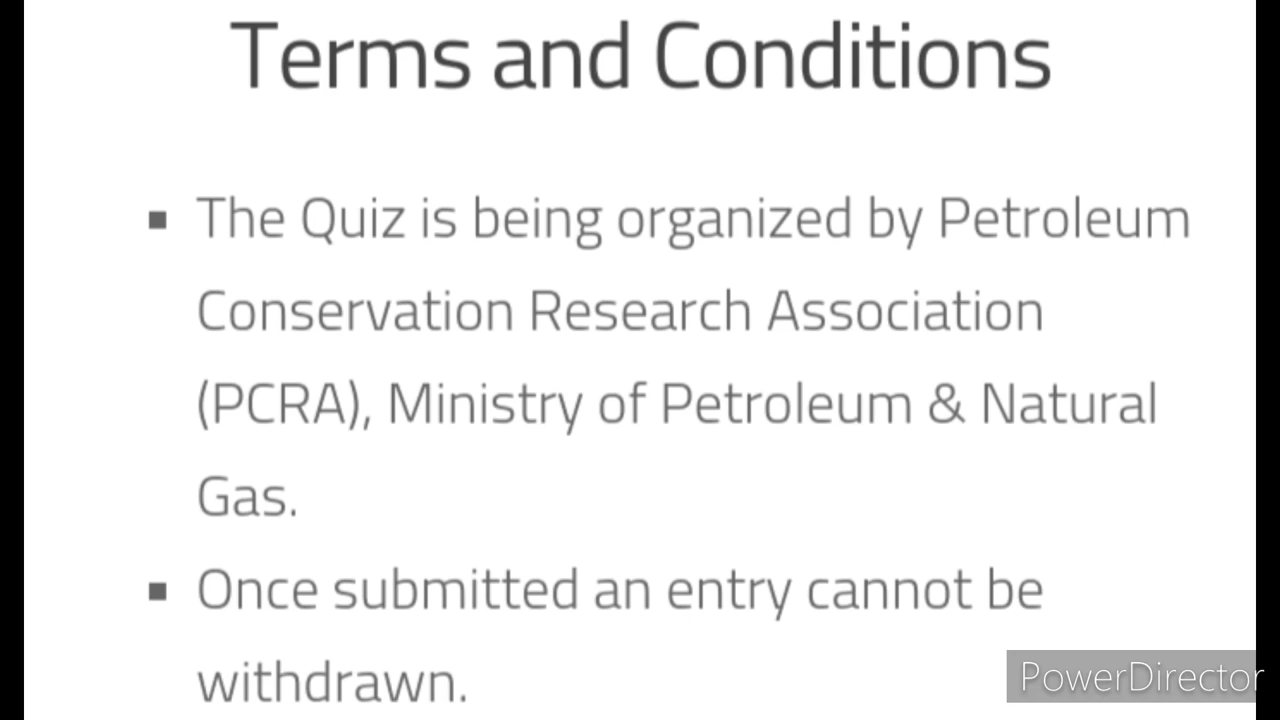 Terms and Conditions
▪ The Quiz is being organized by Petroleum
Conservation Research Association
(PCRA), Ministry of Petroleum & Natural
Gas.
▪ Once submitted an entry cannot be
withdrawn.
PowerDirector